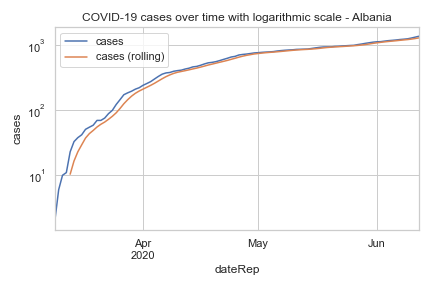 COVID-19 cases over time with logarithmic scale - Albania
cases
cases (rolling)
10³
10²
10¹
cases
Apr
2020
May
Jun
dateRep